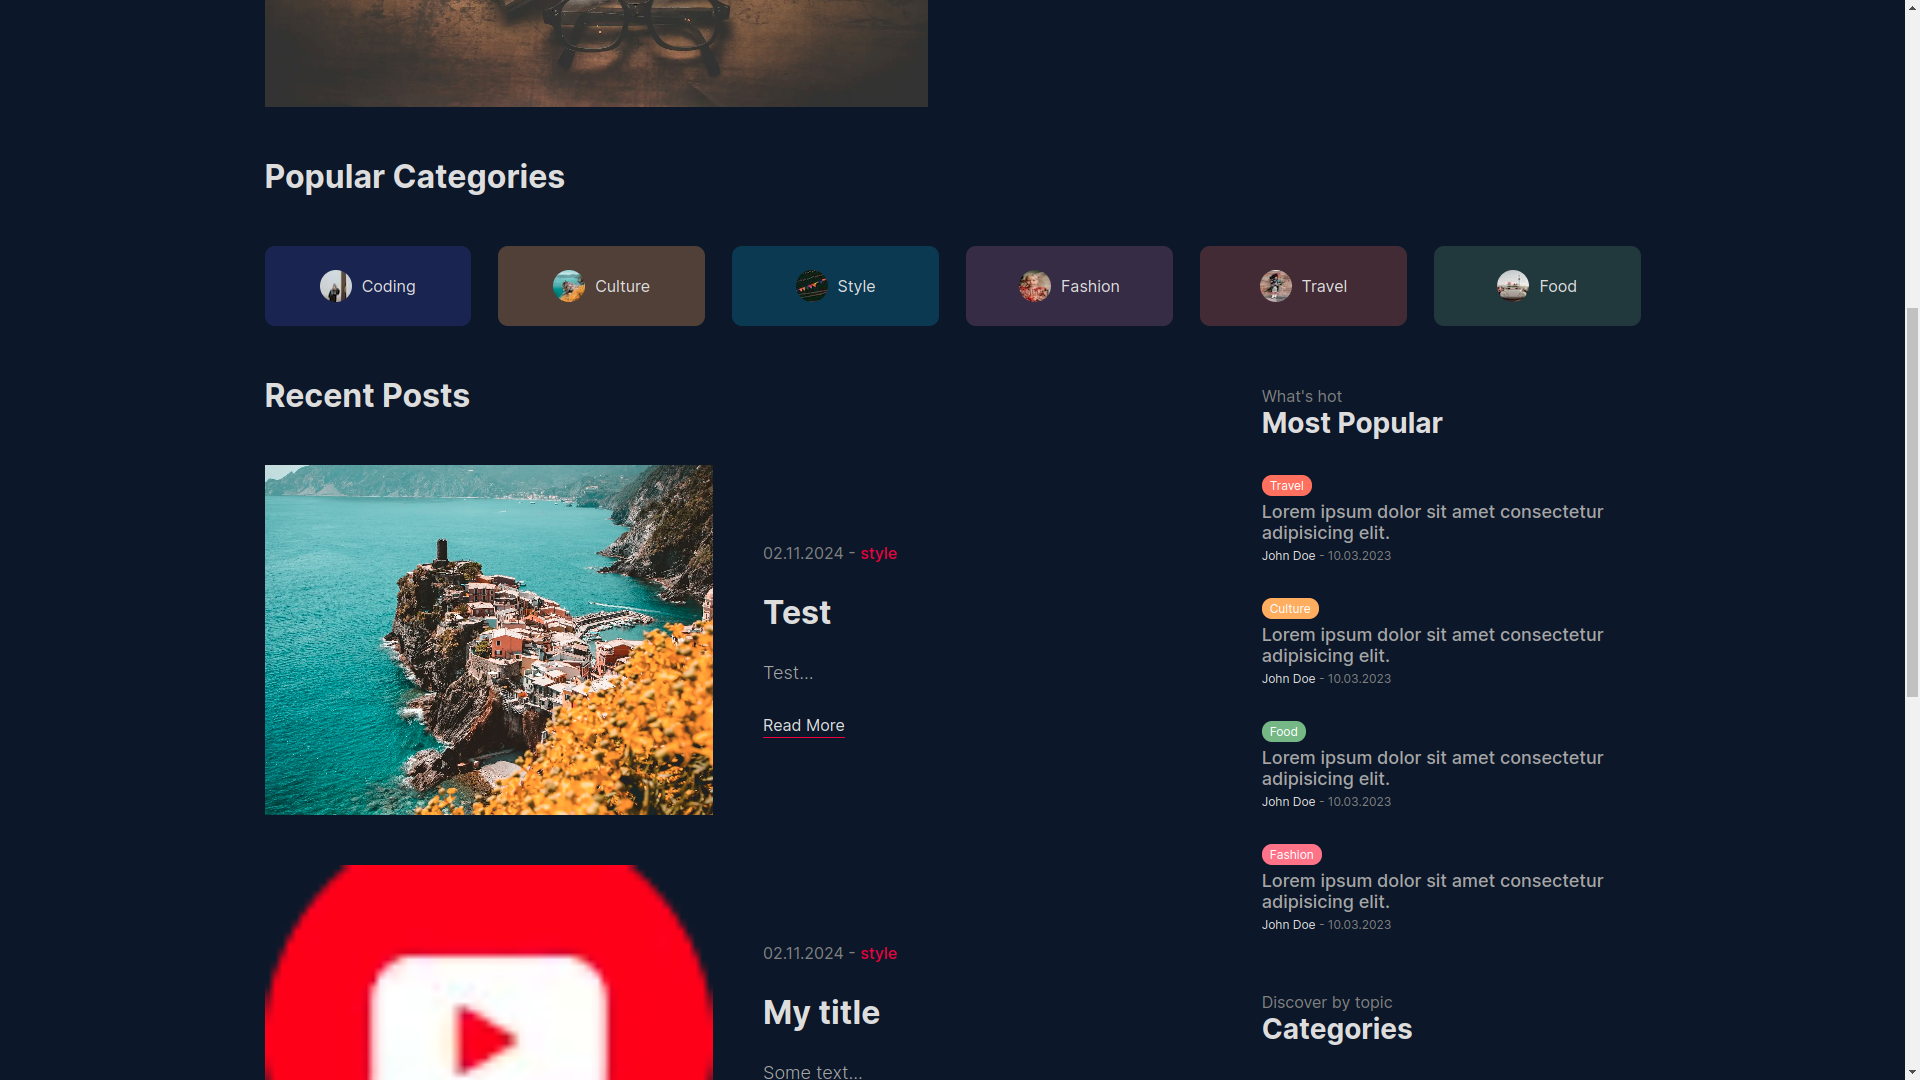 Popular Categories
Coding
Culture
Style
Fashion
Travel
Food
Recent Posts
02.11.2024 - style
Test
Test...
Read More
02.11.2024 - style
My title
Some text...
What's hot
Most Popular
Travel
Lorem ipsum dolor sit amet consectetur
adipisicing elit.
John Doe - 10.03.2023
Culture
Lorem ipsum dolor sit amet consectetur
adipisicing elit.
John Doe - 10.03.2023
Food
Lorem ipsum dolor sit amet consectetur
adipisicing elit.
John Doe - 10.03.2023
Fashion
Lorem ipsum dolor sit amet consectetur
adipisicing elit.
John Doe - 10.03.2023
Discover by topic
Categories